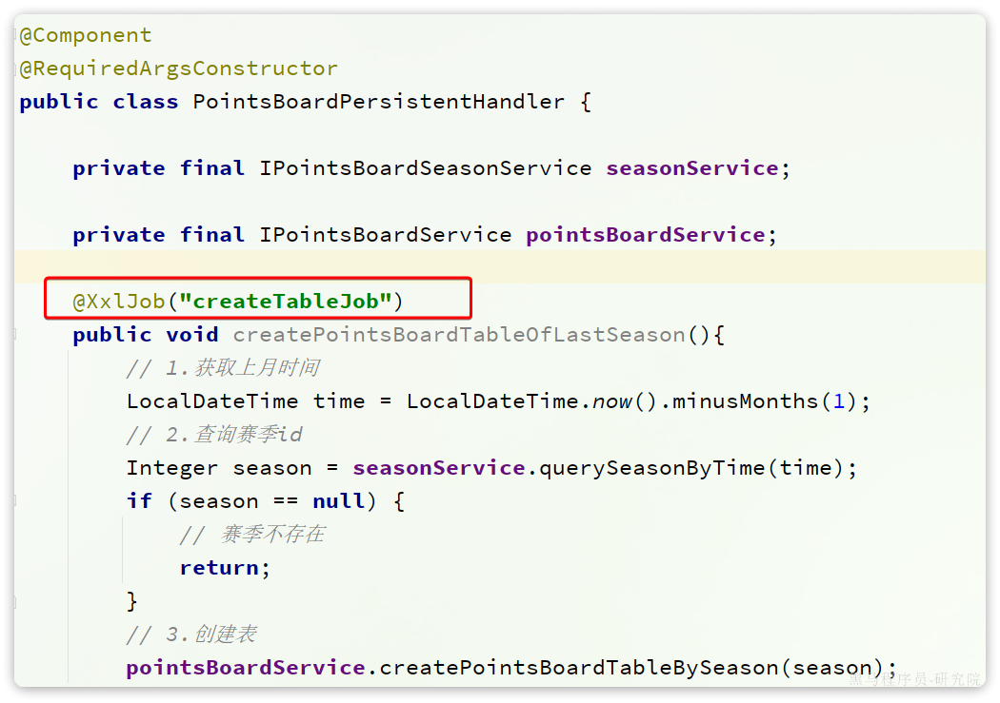 @Component
@RequiredArgsConstructor
public class PointsBoardPersistentHandler {
private final IPointsBoardSeasonService seasonService;
private final IPointsBoardService pointsBoardService;
@XxlJob("createTableJob")
public void createPointsBoardTableOfLastSeason(){
// 1.获取上月时间
LocalDateTime time = LocalDateTime.now().minusMonths(1);
// 2.查询赛季id
Integer season = seasonService.querySeasonByTime(time);
if (season == null) {
// 赛季不存在
return;
}
// 3.创建表
pointsBoardService.createPointsBoardTableBySeason(season);
黑马程序员-研究院